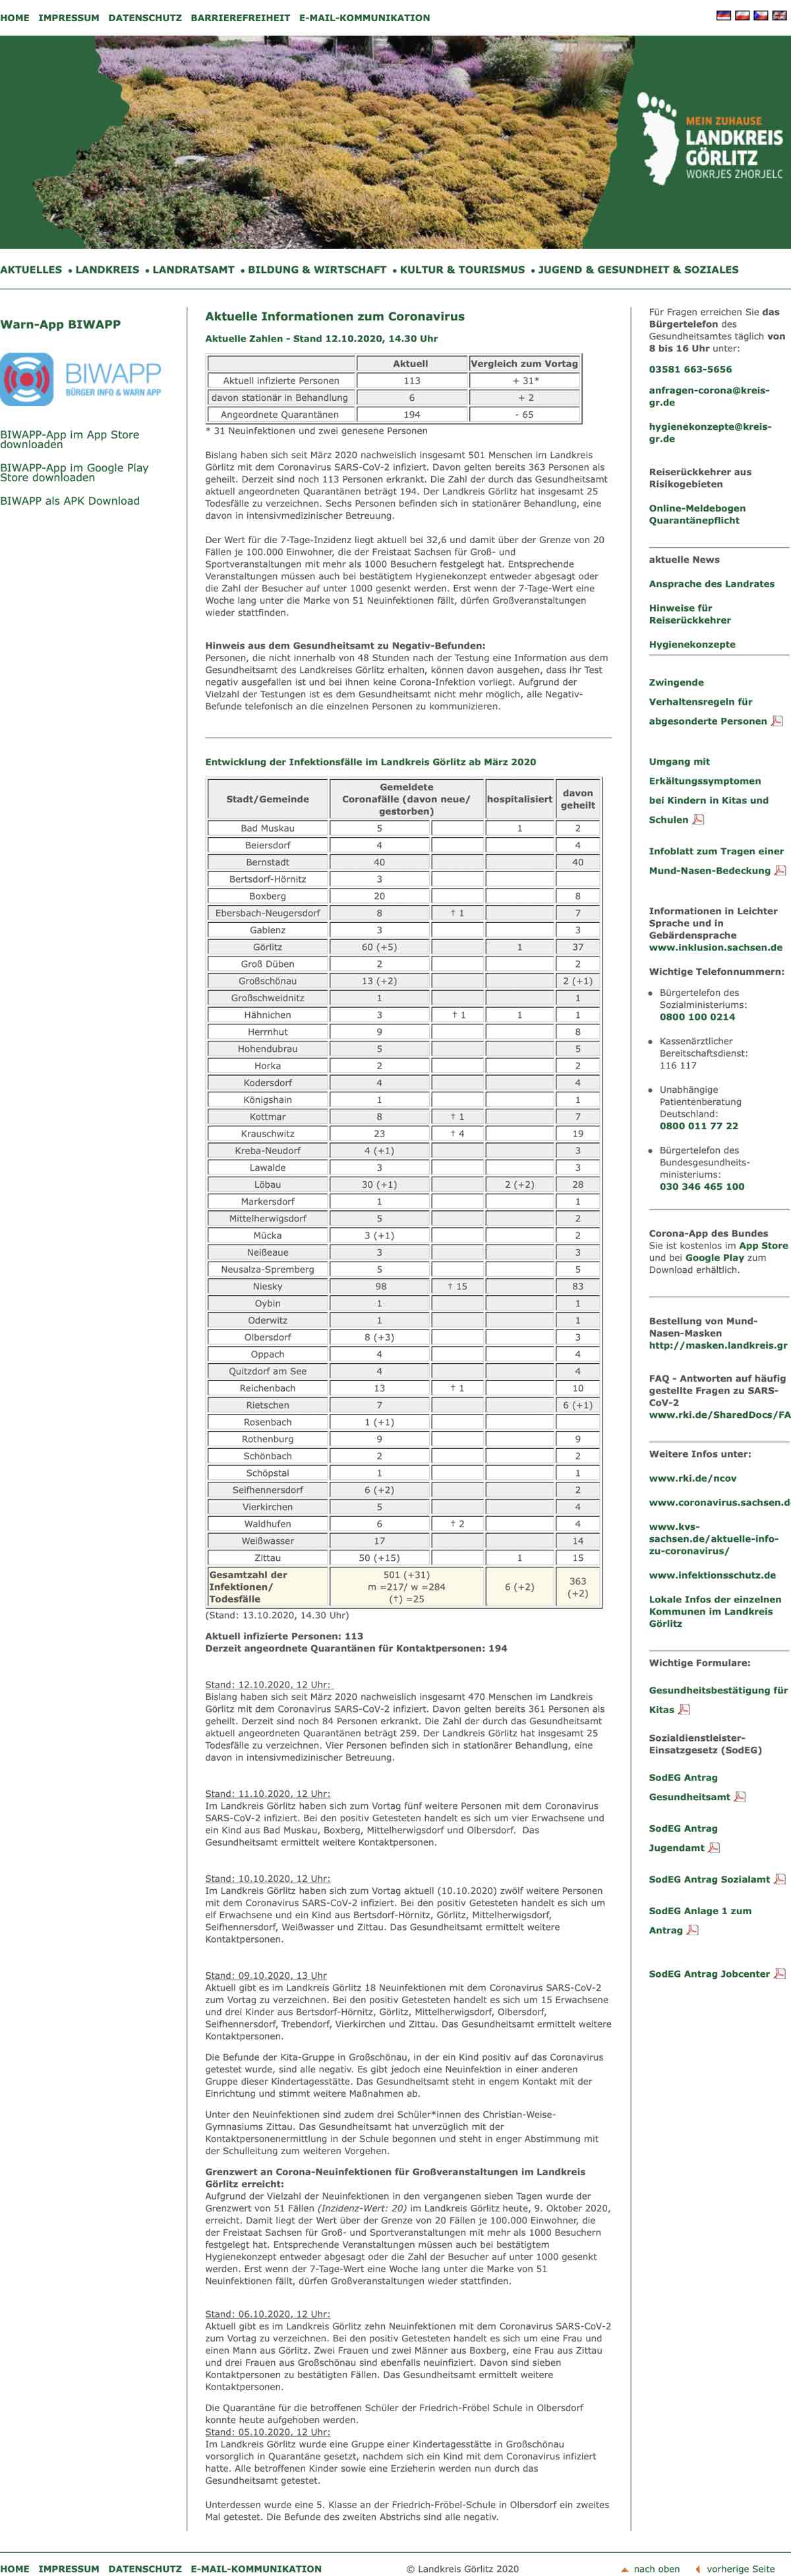 HOME IMPRESSUM DATENSCHUTZ BARRIEREFREIHEIT E-MAIL-KOMMUNIKATION
MEIN ZUHAUSE
LANDKREIS
GÖRLITZ
WOKRJES ZHORJELC
AKTUELLES • LANDKREIS • LANDRATSAMT • BILDUNG & WIRTSCHAFT • KULTUR & TOURISMUS • JUGEND & GESUNDHEIT & SOZIALES
Warn-App BIWAPP
BIWAPP
BÜRGER INFO & WARN APP
BIWAPP-App im App Store
downloaden
BIWAPP-App im Google Play
Store downloaden
BIWAPP als APK Download
Aktuelle Informationen zum Coronavirus
Aktuelle Zahlen - Stand 12.10.2020, 14.30 Uhr
Aktuell Vergleich zum Vortag
Aktuell infizierte Personen 113 + 31*
davon stationär in Behandlung 6 + 2
Angeordnete Quarantänen 194 - 65
* 31 Neuinfektionen und zwei genesene Personen
Bislang haben sich seit März 2020 nachweislich insgesamt 501 Menschen im Landkreis
Görlitz mit dem Coronavirus SARS-CoV-2 infiziert. Davon gelten bereits 363 Personen als
geheilt. Derzeit sind noch 113 Personen erkrankt. Die Zahl der durch das Gesundheitsamt
aktuell angeordneten Quarantänen beträgt 194. Der Landkreis Görlitz hat insgesamt 25
Todesfälle zu verzeichnen. Sechs Personen befinden sich in stationärer Behandlung, eine
davon in intensivmedizinischer Betreuung.
Der Wert für die 7-Tage-Inzidenz liegt aktuell bei 32,6 und damit über der Grenze von 20
Fällen je 100.000 Einwohner, die der Freistaat Sachsen für Groß- und
Sportveranstaltungen mit mehr als 1000 Besuchern festgelegt hat. Entsprechende
Veranstaltungen müssen auch bei bestätigtem Hygienekonzept entweder abgesagt oder
die Zahl der Besucher auf unter 1000 gesenkt werden. Erst wenn der 7-Tage-Wert eine
Woche lang unter die Marke von 51 Neuinfektionen fällt, dürfen Großveranstaltungen
wieder stattfinden.
Hinweis aus dem Gesundheitsamt zu Negativ-Befunden:
Personen, die nicht innerhalb von 48 Stunden nach der Testung eine Information aus dem
Gesundheitsamt des Landkreises Görlitz erhalten, können davon ausgehen, dass ihr Test
negativ ausgefallen ist und bei ihnen keine Corona-Infektion vorliegt. Aufgrund der
Vielzahl der Testungen ist es dem Gesundheitsamt nicht mehr möglich, alle Negativ-
Befunde telefonisch an die einzelnen Personen zu kommunizieren.
Entwicklung der Infektionsfälle im Landkreis Görlitz ab März 2020
Stadt/Gemeinde Gemeldete Coronafälle (davon neue/ gestorben) hospitalisiert davon geheilt
Bad Muskau 5 1 2
Beiersdorf 4 4
Bernstadt 40 40
Bertsdorf-Hörnitz 3
Boxberg 20 8
Ebersbach-Neugersdorf 8 † 1 7
Gablenz 3 3
Görlitz 60 (+5) 1 37
Groß Düben 2 2
Großschönau 13 (+2) 2 (+1)
Großschweidnitz 1 1
Hähnichen 3 † 1 1 1
Herrnhut 9 8
Hohendubrau 5 5
Horka 2 2
Kodersdorf 4 4
Königshain 1 1
Kottmar 8 † 1 7
Krauschwitz 23 † 4 19
Kreba-Neudorf 4 (+1) 3
Lawalde 3 3
Löbau 30 (+1) 2 (+2) 28
Markersdorf 1 1
Mittelherwigsdorf 5 2
Mücka 3 (+1) 2
Neißeaue 3 3
Neusalza-Spremberg 5 5
Niesky 98 † 15 83
Oybin 1 1
Oderwitz 1 1
Olbersdorf 8 (+3) 3
Oppach 4 4
Quitzdorf am See 4 4
Reichenbach 13 † 1 10
Rietschen 7 6 (+1)
Rosenbach 1 (+1)
Rothenburg 9 9
Schönbach 2 2
Schöpstal 1 1
Seifhennersdorf 6 (+2) 2
Vierkirchen 5 4
Waldhufen 6 † 2 4
Weißwasser 17 14
Zittau 50 (+15) 1 15
Gesamtzahl der Infektionen/ Todesfälle 501 (+31) m =217/ w =284 (†) =25 6 (+2) 363 (+2)
(Stand: 13.10.2020, 14.30 Uhr)
Aktuell infizierte Personen: 113
Derzeit angeordnete Quarantänen für Kontaktpersonen: 194
Stand: 12.10.2020, 12 Uhr:
Bislang haben sich seit März 2020 nachweislich insgesamt 470 Menschen im Landkreis
Görlitz mit dem Coronavirus SARS-CoV-2 infiziert. Davon gelten bereits 361 Personen als
geheilt. Derzeit sind noch 84 Personen erkrankt. Die Zahl der durch das Gesundheitsamt
aktuell angeordneten Quarantänen beträgt 259. Der Landkreis Görlitz hat insgesamt 25
Todesfälle zu verzeichnen. Vier Personen befinden sich in stationärer Behandlung, eine
davon in intensivmedizinischer Betreuung.
Stand: 11.10.2020, 12 Uhr:
Im Landkreis Görlitz haben sich zum Vortag fünf weitere Personen mit dem Coronavirus
SARS-CoV-2 infiziert. Bei den positiv Getesteten handelt es sich um vier Erwachsene und
ein Kind aus Bad Muskau, Boxberg, Mittelherwigsdorf und Olbersdorf. Das
Gesundheitsamt ermittelt weitere Kontaktpersonen.
Stand: 10.10.2020, 12 Uhr:
Im Landkreis Görlitz haben sich zum Vortag aktuell (10.10.2020) zwölf weitere Personen
mit dem Coronavirus SARS-CoV-2 infiziert. Bei den positiv Getesteten handelt es sich um
elf Erwachsene und ein Kind aus Bertsdorf-Hörnitz, Görlitz, Mittelherwigsdorf,
Seifhennersdorf, Weißwasser und Zittau. Das Gesundheitsamt ermittelt weitere
Kontaktpersonen.
Stand: 09.10.2020, 13 Uhr
Aktuell gibt es im Landkreis Görlitz 18 Neuinfektionen mit dem Coronavirus SARS-CoV-2
zum Vortag zu verzeichnen. Bei den positiv Getesteten handelt es sich um 15 Erwachsene
und drei Kinder aus Bertsdorf-Hörnitz, Görlitz, Mittelherwigsdorf, Olbersdorf,
Seifhennersdorf, Trebendorf, Vierkirchen und Zittau. Das Gesundheitsamt ermittelt weitere
Kontaktpersonen.
Die Befunde der Kita-Gruppe in Großschönau, in der ein Kind positiv auf das Coronavirus
getestet wurde, sind alle negativ. Es gibt jedoch eine Neuinfektion in einer anderen
Gruppe dieser Kindertagesstätte. Das Gesundheitsamt steht in engem Kontakt mit der
Einrichtung und stimmt weitere Maßnahmen ab.
Unter den Neuinfektionen sind zudem drei Schüler*innen des Christian-Weise-
Gymnasiums Zittau. Das Gesundheitsamt hat unverzüglich mit der
Kontaktpersonenermittlung in der Schule begonnen und steht in enger Abstimmung mit
der Schulleitung zum weiteren Vorgehen.
Grenzwert an Corona-Neuinfektionen für Großveranstaltungen im Landkreis
Görlitz erreicht:
Aufgrund der Vielzahl der Neuinfektionen in den vergangenen sieben Tagen wurde der
Grenzwert von 51 Fällen (Inzidenz-Wert: 20) im Landkreis Görlitz heute, 9. Oktober 2020,
erreicht. Damit liegt der Wert über der Grenze von 20 Fällen je 100.000 Einwohner, die
der Freistaat Sachsen für Groß- und Sportveranstaltungen mit mehr als 1000 Besuchern
festgelegt hat. Entsprechende Veranstaltungen müssen auch bei bestätigtem
Hygienekonzept entweder abgesagt oder die Zahl der Besucher auf unter 1000 gesenkt
werden. Erst wenn der 7-Tage-Wert eine Woche lang unter die Marke von 51
Neuinfektionen fällt, dürfen Großveranstaltungen wieder stattfinden.
Stand: 06.10.2020, 12 Uhr:
Aktuell gibt es im Landkreis Görlitz zehn Neuinfektionen mit dem Coronavirus SARS-CoV-2
zum Vortag zu verzeichnen. Bei den positiv Getesteten handelt es sich um eine Frau und
einen Mann aus Görlitz. Zwei Frauen und zwei Männer aus Boxberg, eine Frau aus Zittau
und drei Frauen aus Großschönau sind ebenfalls neuinfiziert. Davon sind sieben
Kontaktpersonen zu bestätigten Fällen. Das Gesundheitsamt ermittelt weitere
Kontaktpersonen.
Die Quarantäne für die betroffenen Schüler der Friedrich-Fröbel Schule in Olbersdorf
konnte heute aufgehoben werden.
Stand: 05.10.2020, 12 Uhr:
Im Landkreis Görlitz wurde eine Gruppe einer Kindertagesstätte in Großschönau
vorsorglich in Quarantäne gesetzt, nachdem sich ein Kind mit dem Coronavirus infiziert
hatte. Alle betroffenen Kinder sowie eine Erzieherin werden nun durch das
Gesundheitsamt getestet.
Unterdessen wurde eine 5. Klasse an der Friedrich-Fröbel-Schule in Olbersdorf ein zweites
Mal getestet. Die Befunde des zweiten Abstrichs sind alle negativ.
Für Fragen erreichen Sie das
Bürgertelefon des
Gesundheitsamtes täglich von
8 bis 16 Uhr unter:
03581 663-5656
anfragen-corona@kreis-
gr.de
hygienekonzepte@kreis-
gr.de
Reiserückkehrer aus
Risikogebieten
Online-Meldebogen
Quarantänepflicht
aktuelle News
Ansprache des Landrates
Hinweise für
Reiserückkehrer
Hygienekonzepte
Zwingende
Verhaltensregeln für
abgesonderte Personen
Umgang mit
Erkältungssymptomen
bei Kindern in Kitas und
Schulen
Infoblatt zum Tragen einer
Mund-Nasen-Bedeckung
Informationen in Leichter
Sprache und in
Gebärdensprache
www.inklusion.sachsen.de
Wichtige Telefonnummern:
• Bürgertelefon des
Sozialministeriums:
0800 100 0214
• Kassenärztlicher
Bereitschaftsdienst:
116 117
• Unabhängige
Patientenberatung
Deutschland:
0800 011 77 22
• Bürgertelefon des
Bundesgesundheits-
ministeriums:
030 346 465 100
Corona-App des Bundes
Sie ist kostenlos im App Store
und bei Google Play zum
Download erhältlich.
Bestellung von Mund-
Nasen-Masken
http://masken.landkreis.gr
FAQ - Antworten auf häufig
gestellte Fragen zu SARS-
CoV-2
www.rki.de/SharedDocs/FA
Weitere Infos unter:
www.rki.de/ncov
www.coronavirus.sachsen.d
www.kvs-
sachsen.de/aktuelle-info-
zu-coronavirus/
www.infektionsschutz.de
Lokale Infos der einzelnen
Kommunen im Landkreis
Görlitz
Wichtige Formulare:
Gesundheitsbestätigung für
Kitas
Sozialdienstleister-
Einsatzgesetz (SodEG)
SodEG Antrag
Gesundheitsamt
SodEG Antrag
Jugendamt
SodEG Antrag Sozialamt
SodEG Anlage 1 zum
Antrag
SodEG Antrag Jobcenter
HOME IMPRESSUM DATENSCHUTZ E-MAIL-KOMMUNIKATION
© Landkreis Görlitz 2020
nach oben vorherige Seite